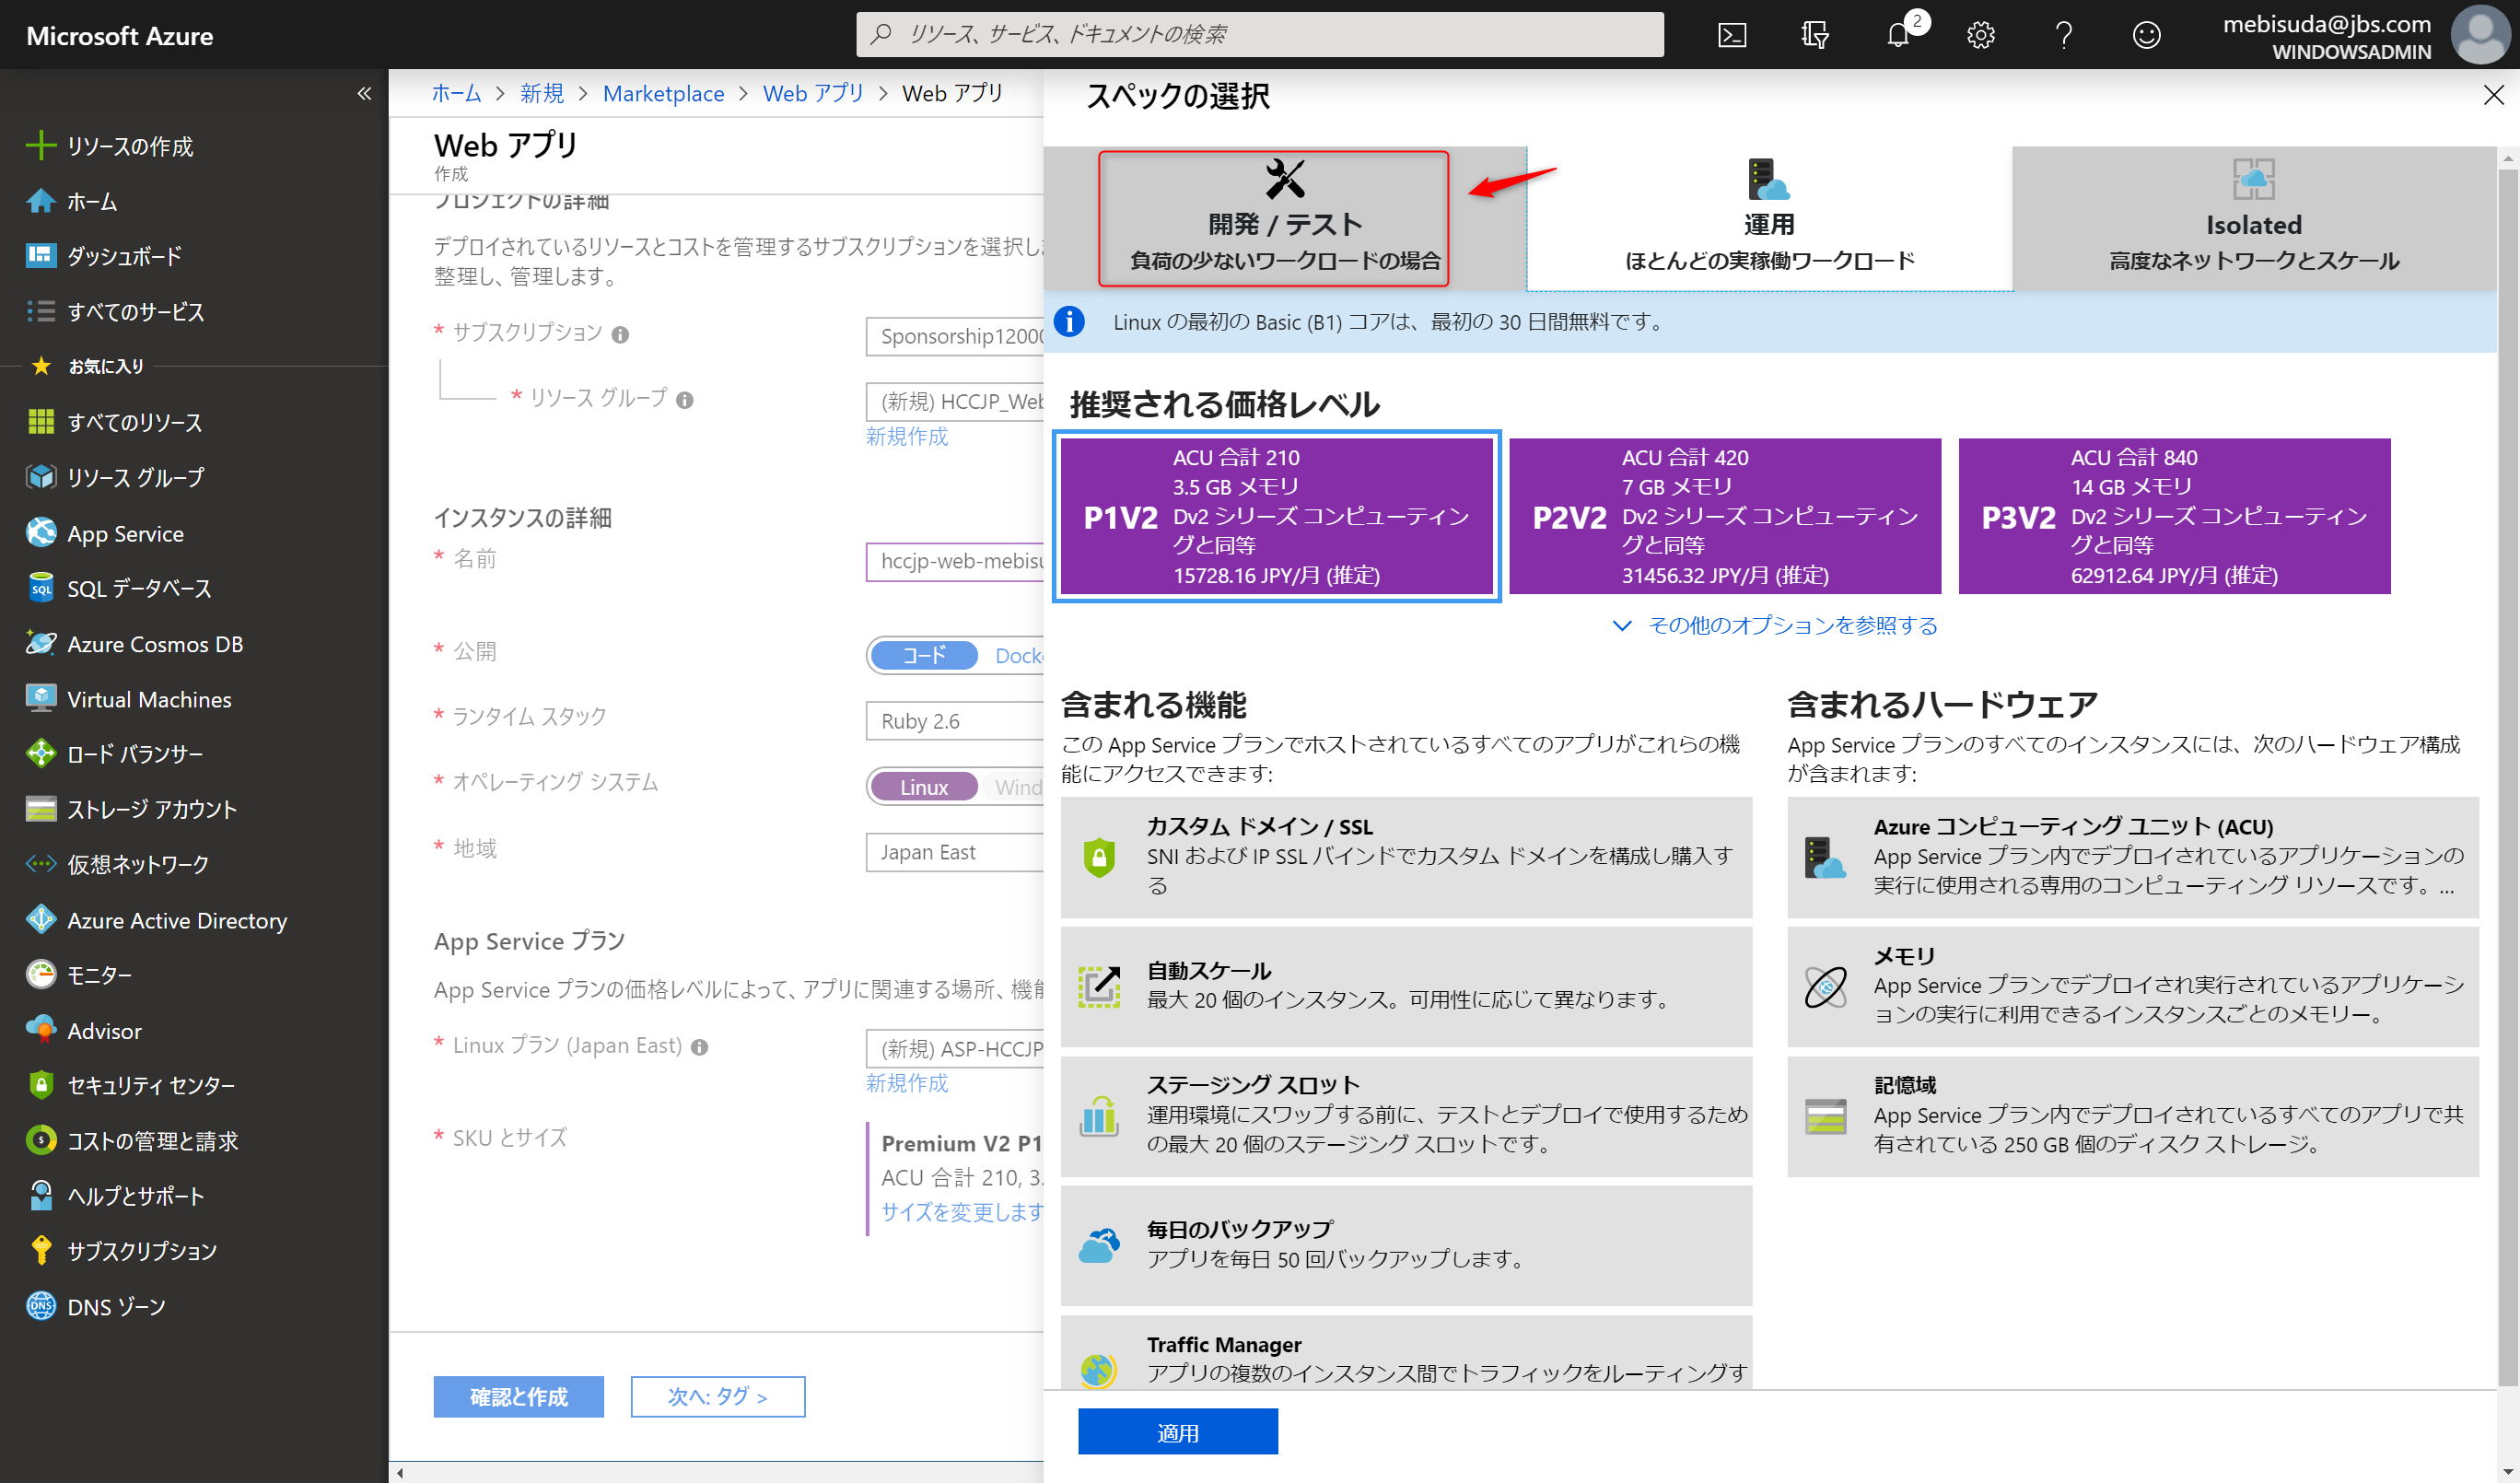 Microsoft Azure
リソース、サービス、ドキュメントの検索
2
mebisuda@jbs.com
WINDOWSADMIN
リソースの作成
ホーム
ダッシュボード
すべてのサービス
お気に入り
すべてのリソース
リソース グループ
App Service
SQL データベース
Azure Cosmos DB
Virtual Machines
ロード バランサー
ストレージ アカウント
仮想ネットワーク
Azure Active Directory
モニター
Advisor
セキュリティ センター
コストの管理と請求
ヘルプとサポート
サブスクリプション
DNS ゾーン
ホーム > 新規 > Marketplace > Web アプリ > Web アプリ
Web アプリ
作成
プロジェクトの詳細
デプロイされているリソースとコストを管理するサブスクリプションを選択し
整理し、管理します。
* サブスクリプション
Sponsorship12000
* リソース グループ
(新規) HCCJP_Web
新規作成
インスタンスの詳細
* 名前
hccjp-web-mebisu
* 公開
コード
Dock
* ランタイム スタック
Ruby 2.6
* オペレーティング システム
Linux
Wind
* 地域
Japan East
App Service プラン
App Service プランの価格レベルによって、アプリに関連する場所、機能
* Linux プラン (Japan East)
(新規) ASP-HCCJP
新規作成
* SKU とサイズ
Premium V2 P1
ACU 合計 210, 3.
サイズを変更します
確認と作成
次へ: タグ >
スペックの選択
開発 / テスト
負荷の少ないワークロードの場合
運用
ほとんどの実稼働ワークロード
Isolated
高度なネットワークとスケール
Linux の最初の Basic (B1) コアは、最初の 30 日間無料です。
推奨される価格レベル
P1V2
ACU 合計 210
3.5 GB メモリ
Dv2 シリーズ コンピューティン
グと同等
15728.16 JPY/月 (推定)
P2V2
ACU 合計 420
7 GB メモリ
Dv2 シリーズ コンピューティン
グと同等
31456.32 JPY/月 (推定)
P3V2
ACU 合計 840
14 GB メモリ
Dv2 シリーズ コンピューティン
グと同等
62912.64 JPY/月 (推定)
その他のオプションを参照する
含まれる機能
この App Service プランでホストされているすべてのアプリがこれらの機
能にアクセスできます:
カスタム ドメイン / SSL
SNI および IP SSL バインドでカスタム ドメインを構成し購入す
る
自動スケール
最大 20 個のインスタンス。可用性に応じて異なります。
ステージング スロット
運用環境にスワップする前に、テストとデプロイで使用するため
の最大 20 個のステージング スロットです。
毎日のバックアップ
アプリを毎日 50 回バックアップします。
Traffic Manager
アプリの複数のインスタンス間でトラフィックをルーティングす
含まれるハードウェア
App Service プランのすべてのインスタンスには、次のハードウェア構成
が含まれます:
Azure コンピューティング ユニット (ACU)
App Service プラン内でデプロイされているアプリケーションの
実行に使用される専用のコンピューティング リソースです。...
メモリ
App Service プランでデプロイされ実行されているアプリケーシ
ョンの実行に利用できるインスタンスごとのメモリー。
記憶域
App Service プラン内でデプロイされているすべてのアプリで共
有されている 250 GB 個のディスク ストレージ。
適用